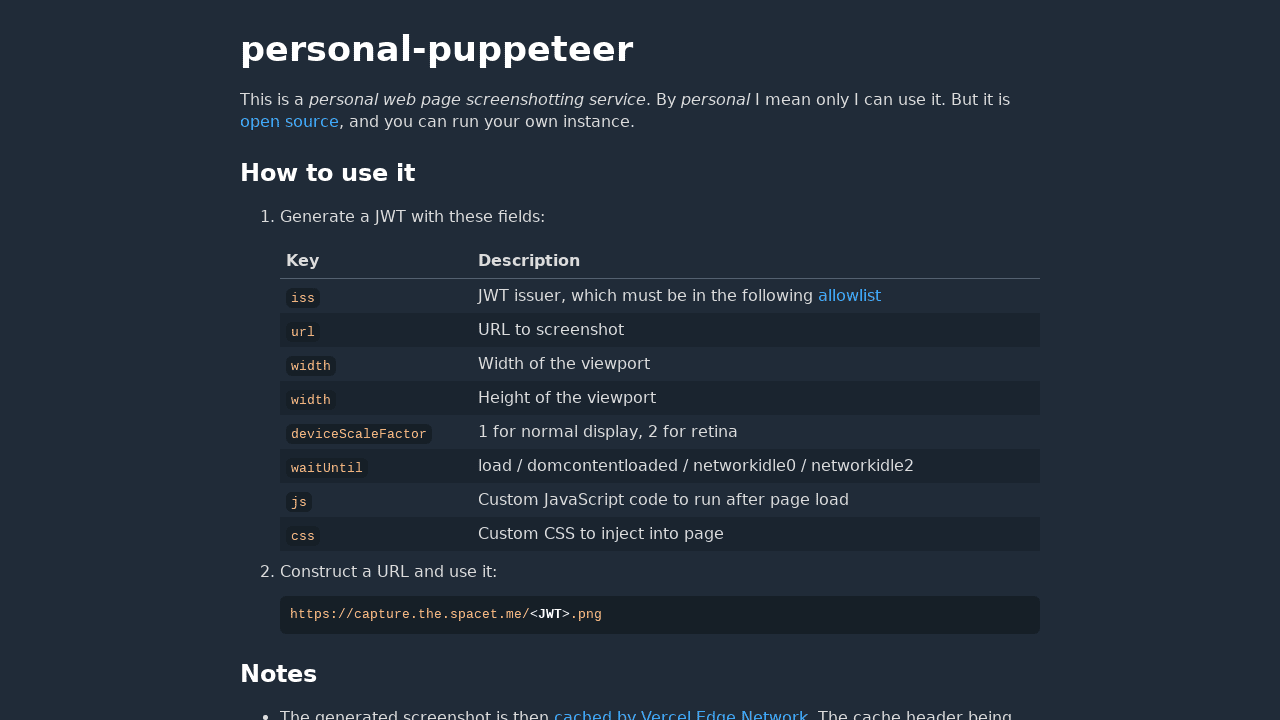 personal-puppeteer
This is a personal web page screenshotting service. By personal I mean only I can use it. But it is
open source, and you can run your own instance.
How to use it
1. Generate a JWT with these fields:
Key Description
iss JWT issuer, which must be in the following allowlist
url URL to screenshot
width Width of the viewport
width Height of the viewport
deviceScaleFactor 1 for normal display, 2 for retina
waitUntil load / domcontentloaded / networkidle0 / networkidle2
js Custom JavaScript code to run after page load
css Custom CSS to inject into page
2. Construct a URL and use it:
https://capture.the.spacet.me/<JWT>.png
Notes
• The generated screenshot is then cached by Vercel Edge Network. The cache header being